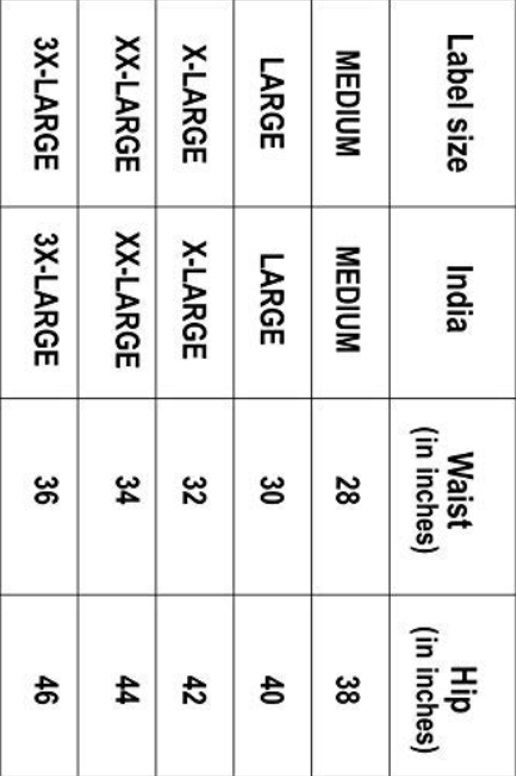 Label size India Waist (in inches) Hip (in inches)
MEDIUM MEDIUM 28 38
LARGE LARGE 30 40
X-LARGE X-LARGE 32 42
XX-LARGE XX-LARGE 34 44
3X-LARGE 3X-LARGE 36 46